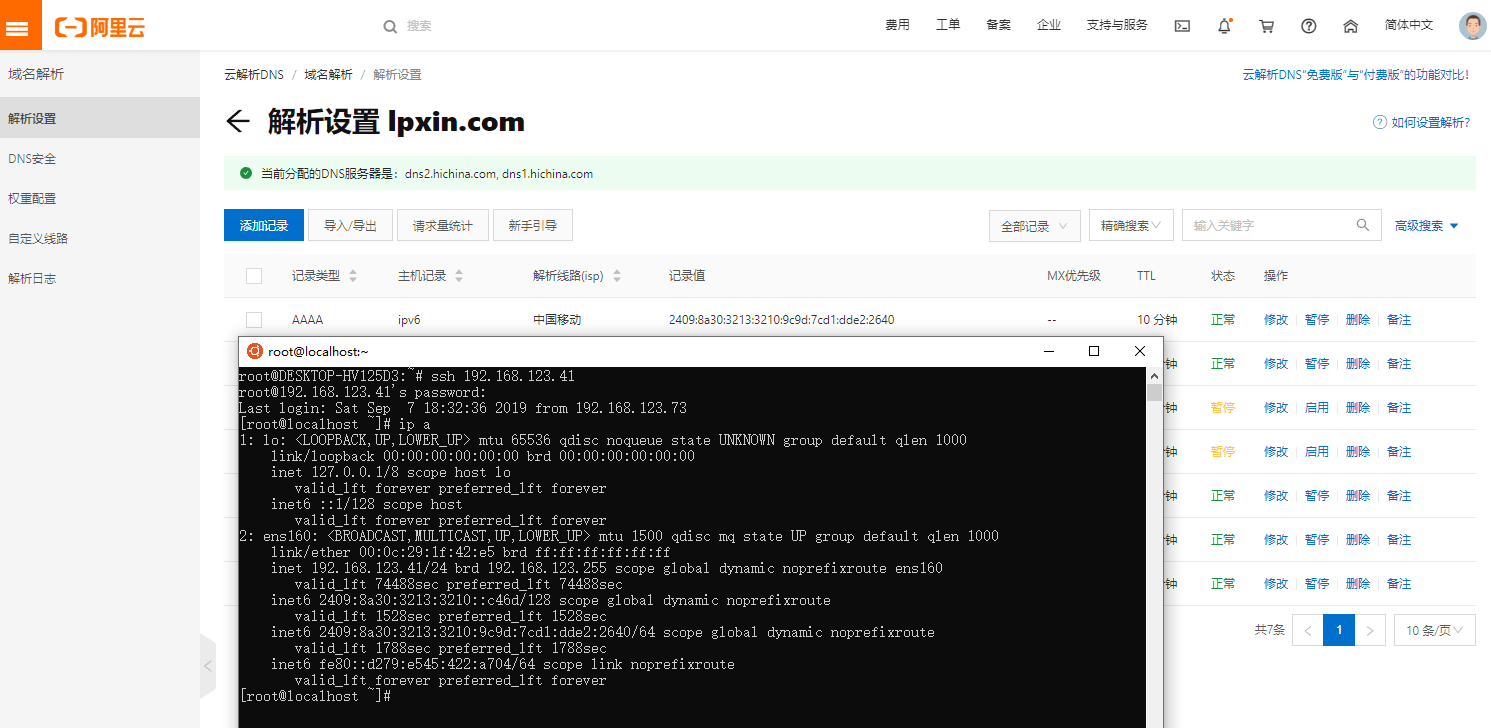 阿里云
搜索
费用 工单 备案 企业 支持与服务 简体中文
域名解析
解析设置
DNS安全
权重配置
自定义线路
解析日志
云解析DNS / 域名解析 / 解析设置
云解析DNS“免费版”与“付费版”的功能对比!
解析设置 lpxin.com
如何设置解析?
当前分配的DNS服务器是：dns2.hichina.com, dns1.hichina.com
添加记录 导入/导出 请求量统计 新手引导 全部记录 精确搜索 输入关键字 高级搜索
记录类型 主机记录 解析线路(isp) 记录值 MX优先级 TTL 状态 操作
AAAA ipv6 中国移动 2409:8a30:3213:3210:9c9d:7cd1:dde2:2640 -- 10 分钟 正常 修改 暂停 删除 备注
钟 正常 修改 暂停 删除 备注
钟 暂停 修改 启用 删除 备注
钟 暂停 修改 启用 删除 备注
钟 正常 修改 暂停 删除 备注
钟 正常 修改 暂停 删除 备注
钟 正常 修改 暂停 删除 备注
共7条 < 1 > 10 条/页
root@localhost:~
root@DESKTOP-HV125D3:~# ssh 192.168.123.41
root@192.168.123.41's password:
Last login: Sat Sep  7 18:32:36 2019 from 192.168.123.73
[root@localhost ~]# ip a
1: lo: <LOOPBACK,UP,LOWER_UP> mtu 65536 qdisc noqueue state UNKNOWN group default qlen 1000
link/loopback 00:00:00:00:00:00 brd 00:00:00:00:00:00
inet 127.0.0.1/8 scope host lo
valid_lft forever preferred_lft forever
inet6 ::1/128 scope host
valid_lft forever preferred_lft forever
2: ens160: <BROADCAST,MULTICAST,UP,LOWER_UP> mtu 1500 qdisc mq state UP group default qlen 1000
link/ether 00:0c:29:1f:42:e5 brd ff:ff:ff:ff:ff:ff
inet 192.168.123.41/24 brd 192.168.123.255 scope global dynamic noprefixroute ens160
valid_lft 74488sec preferred_lft 74488sec
inet6 2409:8a30:3213:3210::c46d/128 scope global dynamic noprefixroute
valid_lft 1528sec preferred_lft 1528sec
inet6 2409:8a30:3213:3210:9c9d:7cd1:dde2:2640/64 scope global dynamic noprefixroute
valid_lft 1788sec preferred_lft 1788sec
inet6 fe80::d279:e545:422:a704/64 scope link noprefixroute
valid_lft forever preferred_lft forever
[root@localhost ~]#